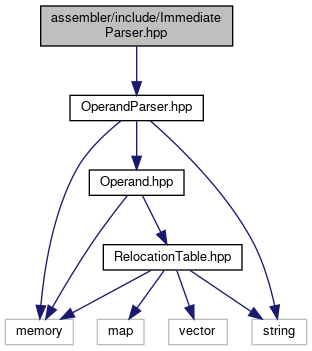 assembler/include/Immediate
Parser.hpp
OperandParser.hpp
Operand.hpp
RelocationTable.hpp
memory
map
vector
string